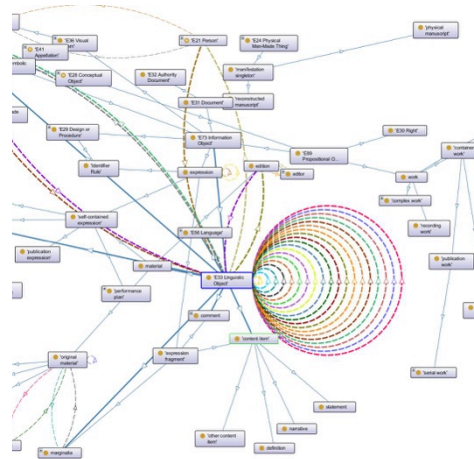 'E36 Visual
'E21 Person'
'E24 Physical
Man-Made Thing'
'physical
manuscript'
'E41
Appellation'
'E28 Conceptual
Object'
'E32 Authority
Document'
'manifestation
singleton'
'E31 Document'
'reconstructed
manuscript'
'E29 Design or
Procedure'
'E73 Information
Object'
'E30 Right'
'E89
Propositional O...
'container
work'
'Identifier
Rule'
expression
edition
editor
work
'complex work'
'recording
work'
'self-contained
expression'
'E56 Language'
'publication
expression'
material
'publication
work'
'E33 Linguistic
Object'
'performance
plan'
comment
'content item'
'original
material'
'expression
fragment'
'serial work'
statement
narrative
'other content
item'
definition
marginalia